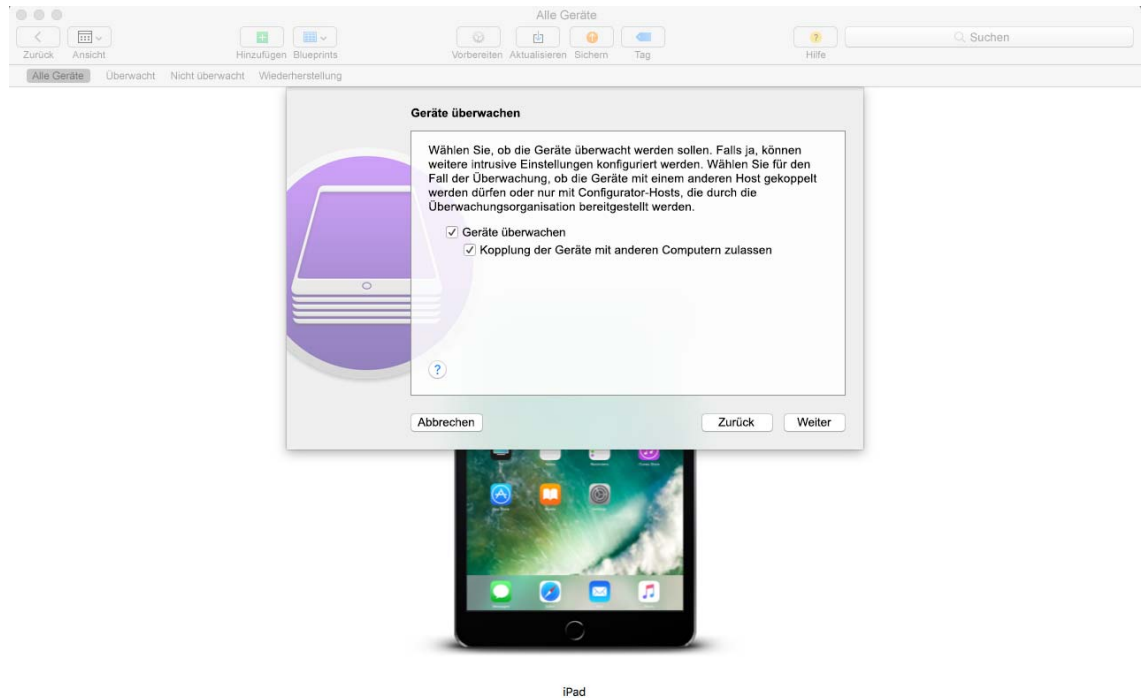 Alle Geräte
Zurück Ansicht Hinzufügen Blueprints Vorbereiten Aktualisieren Sichern Tag Hilfe Suchen
Alle Geräte Überwacht Nicht überwacht Wiederherstellung
Geräte überwachen
Wählen Sie, ob die Geräte überwacht werden sollen. Falls ja, können
weitere intrusive Einstellungen konfiguriert werden. Wählen Sie für den
Fall der Überwachung, ob die Geräte mit einem anderen Host gekoppelt
werden dürfen oder nur mit Configurator-Hosts, die durch die
Überwachungsorganisation bereitgestellt werden.
Geräte überwachen
Kopplung der Geräte mit anderen Computern zulassen
?
Abbrechen Zurück Weiter
iPad